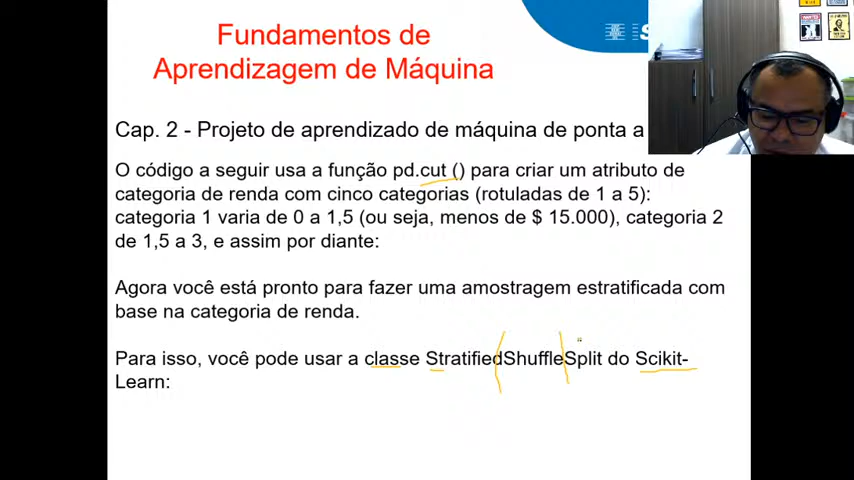 Fundamentos de
Aprendizagem de Máquina
Cap. 2 - Projeto de aprendizado de máquina de ponta a
O código a seguir usa a função pd.cut () para criar um atributo de
categoria de renda com cinco categorias (rotuladas de 1 a 5):
categoria 1 varia de 0 a 1,5 (ou seja, menos de $ 15.000), categoria 2
de 1,5 a 3, e assim por diante:
Agora você está pronto para fazer uma amostragem estratificada com
base na categoria de renda.
Para isso, você pode usar a classe StratifiedShuffleSplit do Scikit-
Learn: